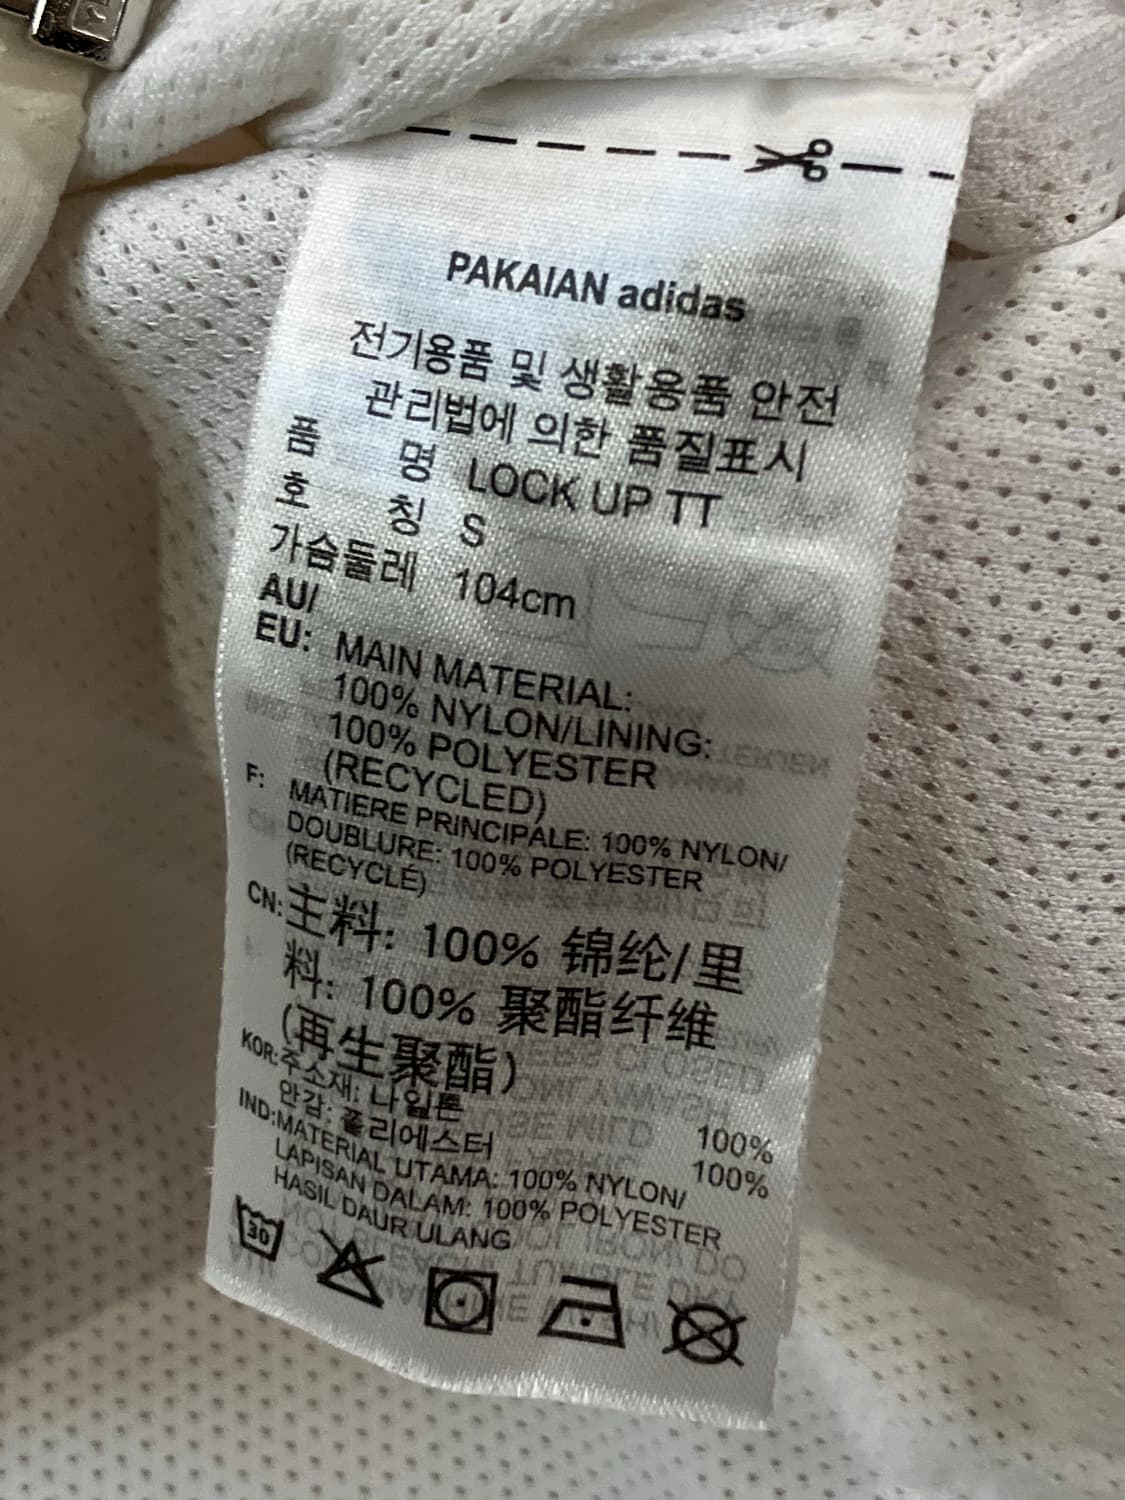 PAKAIAN adidas
전기용품 및 생활용품 안전
관리법에 의한 품질표시
품 명 LOCK UP TT
호 칭 S
가슴둘레 104cm
AU/
EU: MAIN MATERIAL:
100% NYLON/LINING:
100% POLYESTER
(RECYCLED)
F: MATIERE PRINCIPALE: 100% NYLON/
DOUBLURE: 100% POLYESTER
(RECYCLÉ)
CN: 主料: 100% 锦纶/里
料: 100% 聚酯纤维
(再生聚酯)
KOR: 주소재: 나일론 100%
안감: 폴리에스터 100%
IND: MATERIAL UTAMA: 100% NYLON/
LAPISAN DALAM: 100% POLYESTER
HASIL DAUR ULANG
30